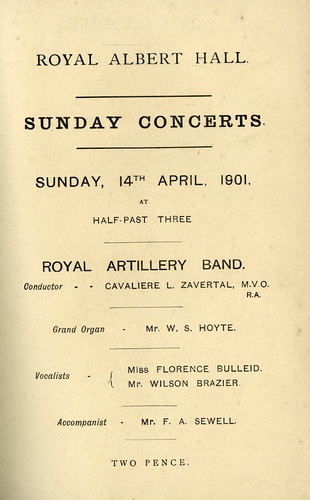 ROYAL ALBERT HALL.
SUNDAY CONCERTS.
SUNDAY, 14TH APRIL, 1901,
AT
HALF-PAST THREE
ROYAL ARTILLERY BAND.
Conductor - - CAVALIERE L. ZAVERTAL, M.V.O.
R.A.
Grand Organ - Mr. W. S. HOYTE.
Vocalists - { Miss FLORENCE BULLEID.
Mr. WILSON BRAZIER.
Accompanist - Mr. F. A. SEWELL.
TWO PENCE.